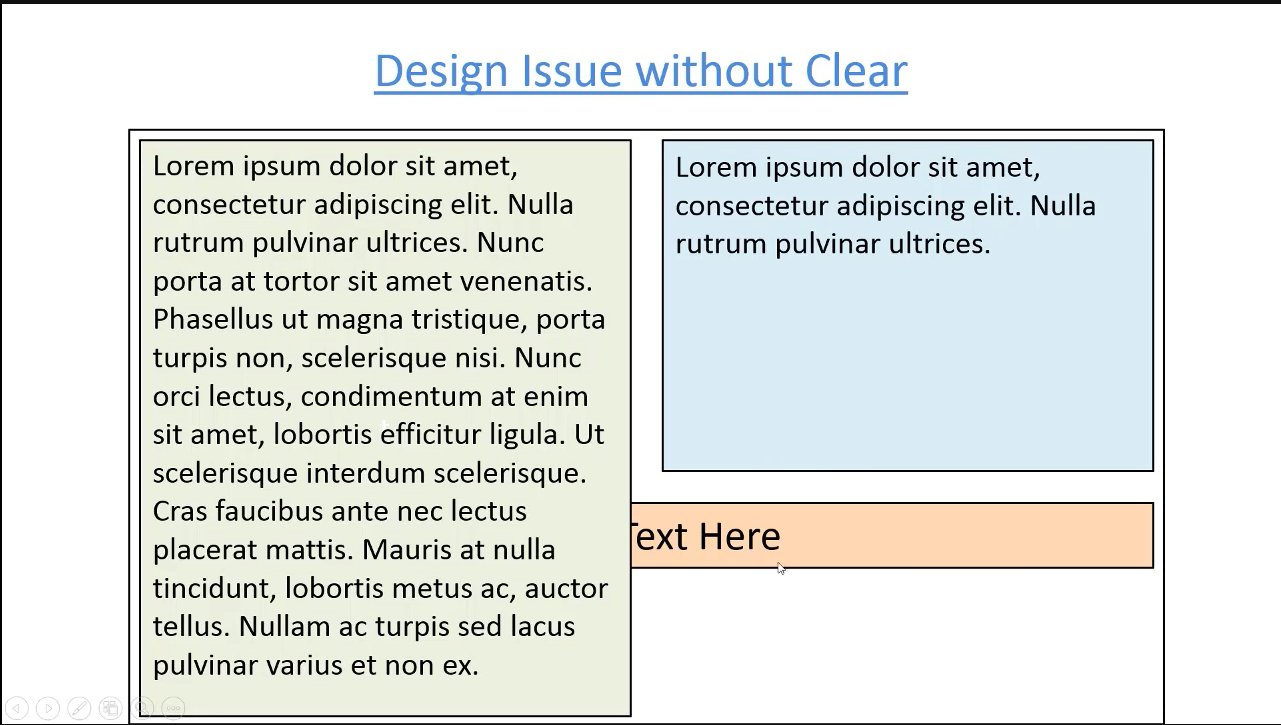 Design Issue without Clear
Lorem ipsum dolor sit amet,
consectetur adipiscing elit. Nulla
rutrum pulvinar ultrices. Nunc
porta at tortor sit amet venenatis.
Phasellus ut magna tristique, porta
turpis non, scelerisque nisi. Nunc
orci lectus, condimentum at enim
sit amet, lobortis efficitur ligula. Ut
scelerisque interdum scelerisque.
Cras faucibus ante nec lectus
placerat mattis. Mauris at nulla
tincidunt, lobortis metus ac, auctor
tellus. Nullam ac turpis sed lacus
pulvinar varius et non ex.
Lorem ipsum dolor sit amet,
consectetur adipiscing elit. Nulla
rutrum pulvinar ultrices.
Text Here